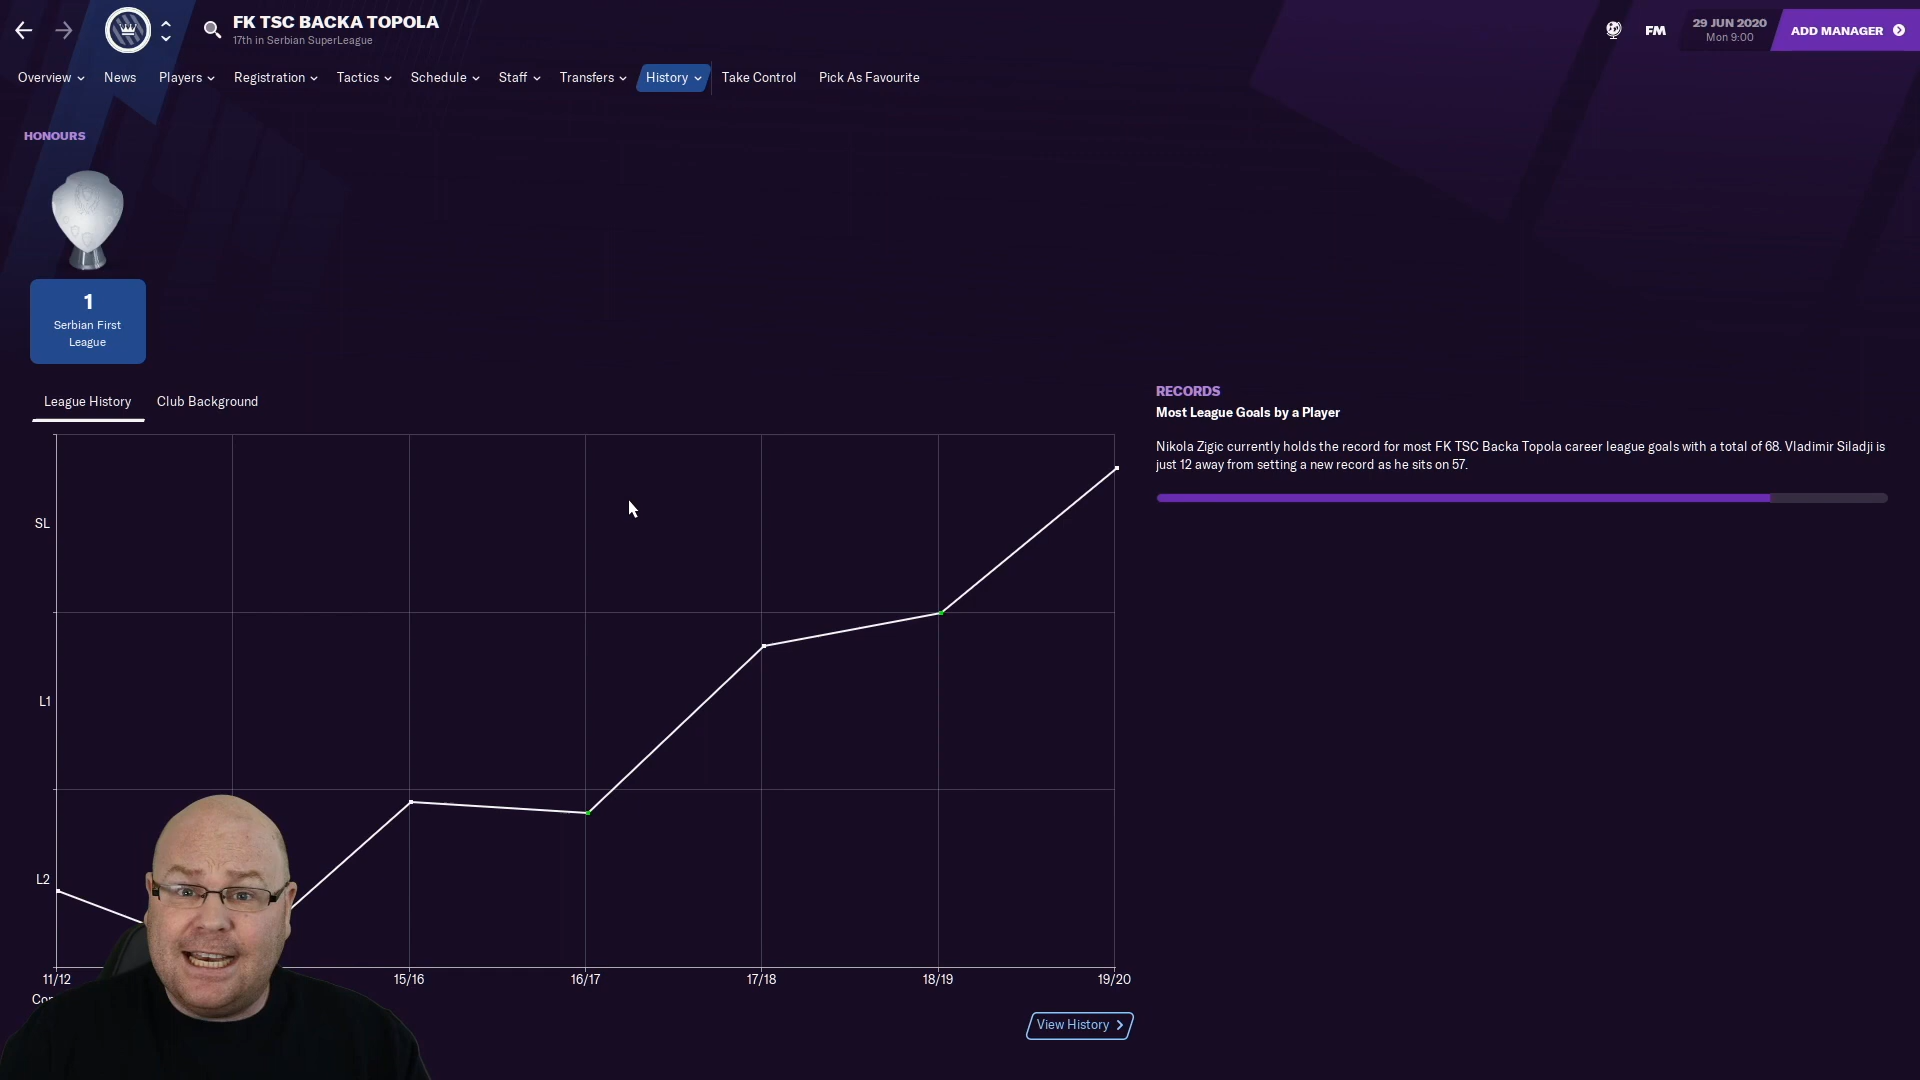 FK TSC BACKA TOPOLA
17th in Serbian SuperLeague
FM
29 JUN 2020
Mon 9:00
ADD MANAGER
Overview
News
Players
Registration
Tactics
Schedule
Staff
Transfers
History
Take Control
Pick As Favourite
HONOURS
1
Serbian First
League
League History
Club Background
RECORDS
Most League Goals by a Player
Nikola Zigic currently holds the record for most FK TSC Backa Topola career league goals with a total of 68. Vladimir Siladji is
just 12 away from setting a new record as he sits on 57.
SL
L1
L2
11/12
15/16
16/17
17/18
18/19
19/20
View History